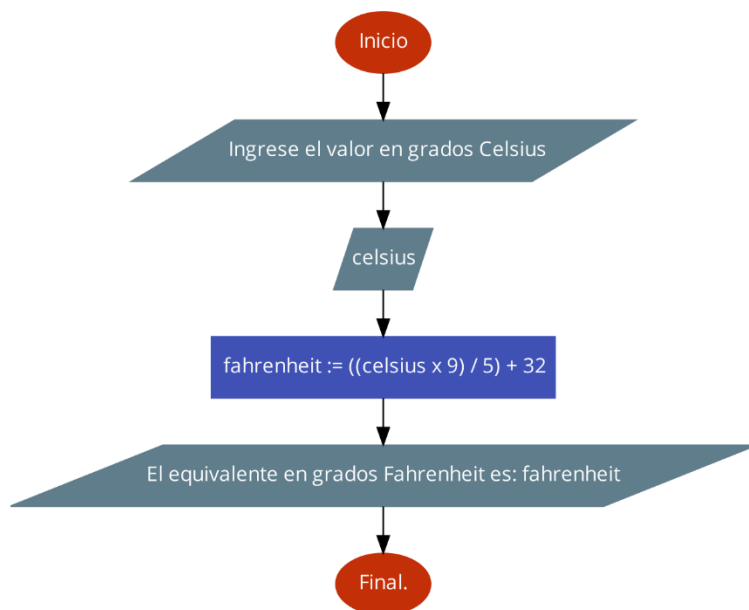 Inicio
Ingrese el valor en grados Celsius
celsius
fahrenheit := ((celsius x 9) / 5) + 32
El equivalente en grados Fahrenheit es: fahrenheit
Final.